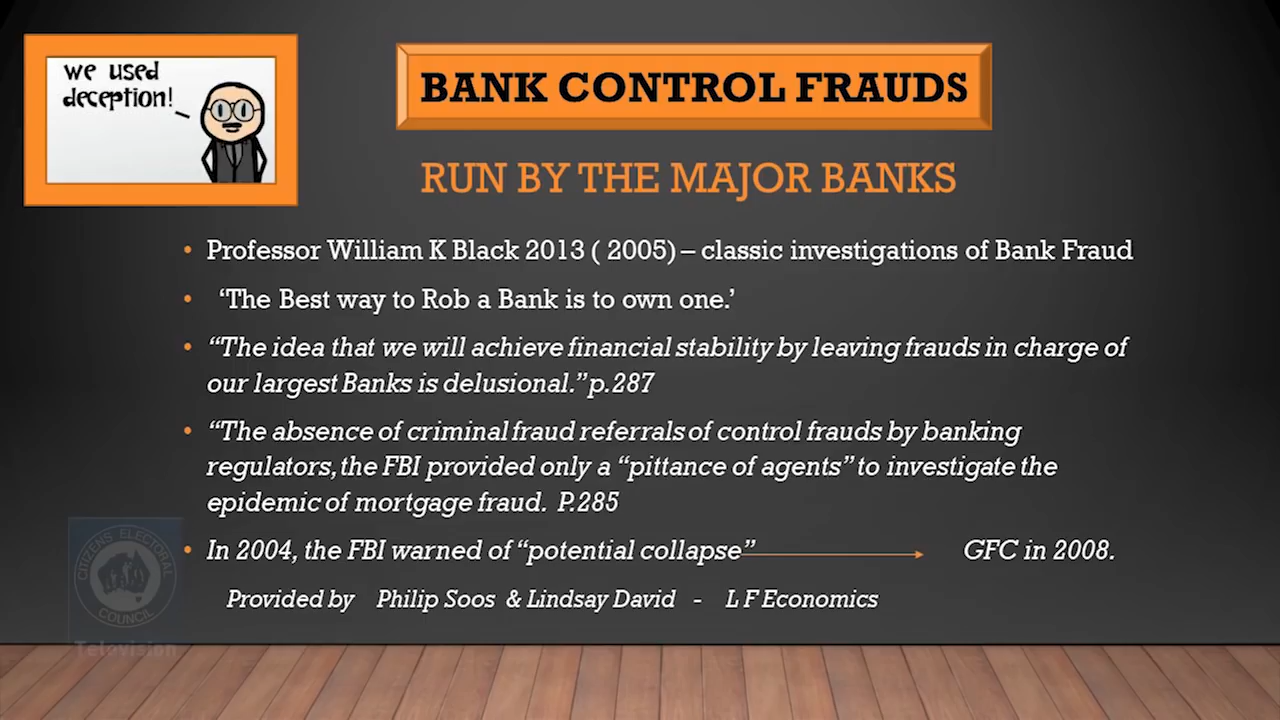 we used
deception!
BANK CONTROL FRAUDS
RUN BY THE MAJOR BANKS
• Professor William K Black 2013 ( 2005) – classic investigations of Bank Fraud
• ‘The Best way to Rob a Bank is to own one.’
• “The idea that we will achieve financial stability by leaving frauds in charge of
our largest Banks is delusional.” p.287
• “The absence of criminal fraud referrals of control frauds by banking
regulators, the FBI provided only a “pittance of agents” to investigate the
epidemic of mortgage fraud. P.285
• In 2004, the FBI warned of “potential collapse” GFC in 2008.
Provided by Philip Soos & Lindsay David - L F Economics
CITIZENS ELECTORAL
COUNCIL
Television